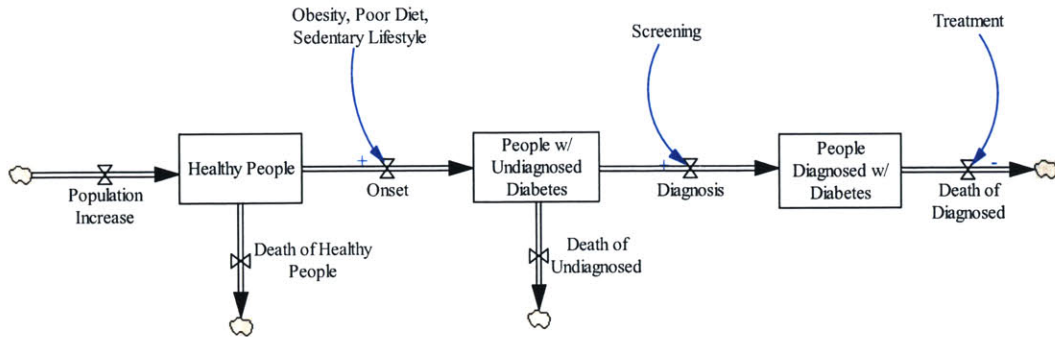 Obesity, Poor Diet,
Sedentary Lifestyle
Screening
Treatment
Healthy People
People w/
Undiagnosed
Diabetes
People
Diagnosed w/
Diabetes
+
+
-
Population
Increase
Onset
Diagnosis
Death of
Diagnosed
Death of Healthy
People
Death of
Undiagnosed